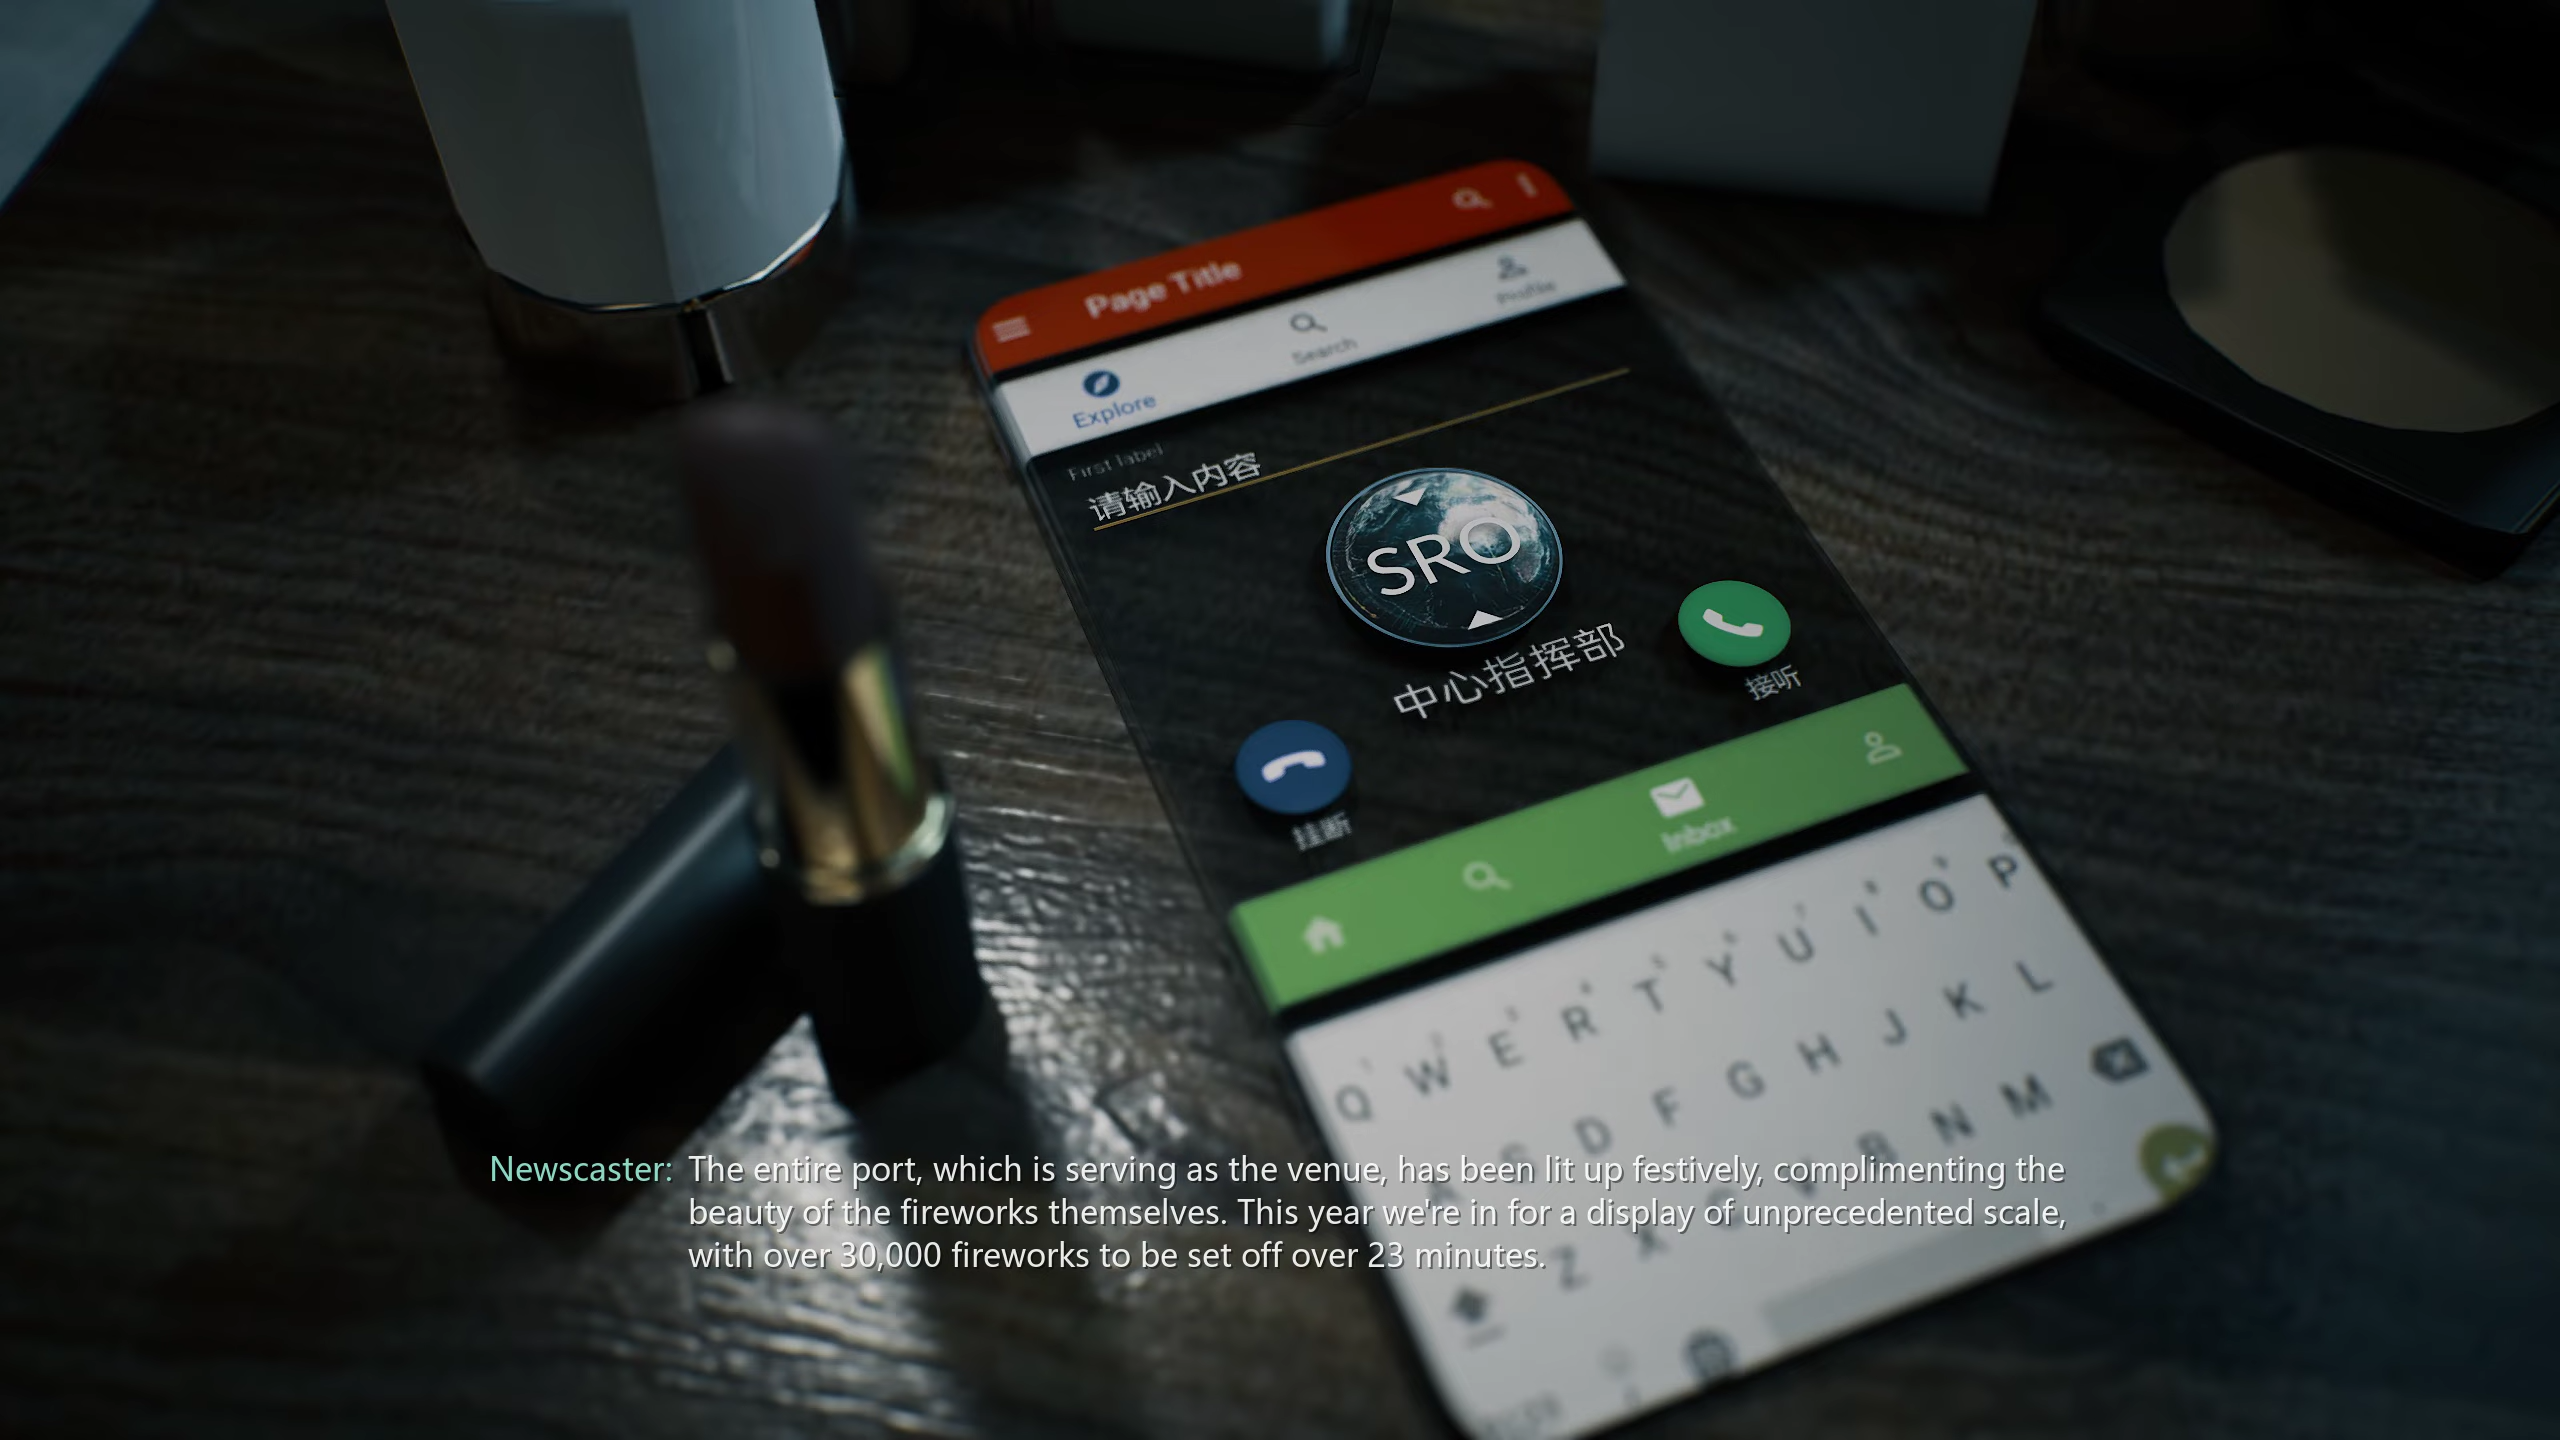 Page Title
Explore
Search
Profile
First label
请输入内容
SRO
中心指挥部
接听
挂断
Inbox
Q W E R T Y U I O P
S D F G H J K L
Z X C V B N M
Newscaster: The entire port, which is serving as the venue, has been lit up festively, complimenting the
beauty of the fireworks themselves. This year we're in for a display of unprecedented scale,
with over 30,000 fireworks to be set off over 23 minutes.